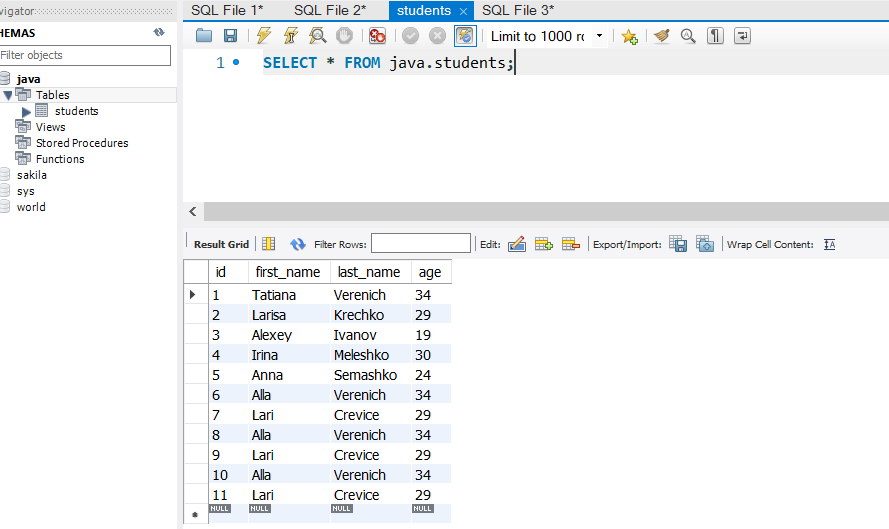 vigator
SQL File 1* SQL File 2* students × SQL File 3*
HEMAS
Filter objects
Limit to 1000 rc
java
Tables
students
Views
Stored Procedures
Functions
sakila
sys
world
1 SELECT * FROM java.students;
Result Grid Filter Rows: Edit: Export/Import: Wrap Cell Content:
id first_name last_name age
1 Tatiana Verenich 34
2 Larisa Krechko 29
3 Alexey Ivanov 19
4 Irina Meleshko 30
5 Anna Semashko 24
6 Alla Verenich 34
7 Lari Crevice 29
8 Alla Verenich 34
9 Lari Crevice 29
10 Alla Verenich 34
11 Lari Crevice 29
* NULL NULL NULL NULL